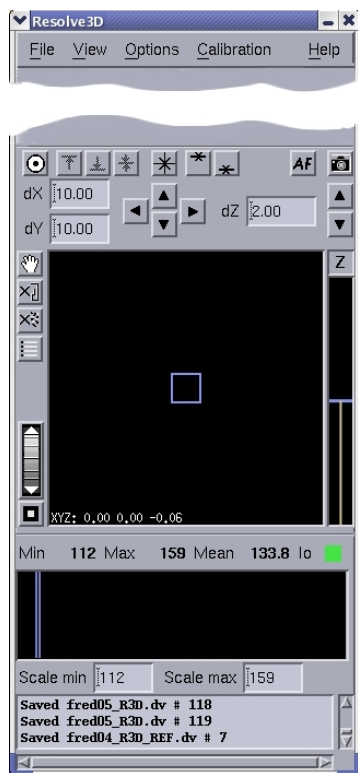 Resolve3D
File View Options Calibration Help
AF
dX 10.00
dY 10.00
dZ 2.00
Z
XYZ: 0.00 0.00 -0.06
Min 112 Max 159 Mean 133.8 Io
Scale min 112 Scale max 159
Saved fred05_R3D.dv # 118
Saved fred05_R3D.dv # 119
Saved fred04_R3D_REF.dv # 7